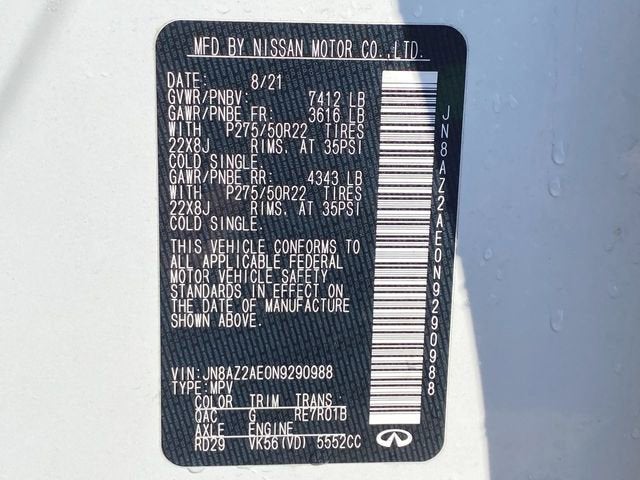 MFD BY NISSAN MOTOR CO.,LTD.
DATE: 8/21
GVWR/PNBV: 7412 LB
GAWR/PNBE FR: 3616 LB
WITH P275/50R22 TIRES
22X8J RIMS, AT 35PSI
COLD SINGLE.
GAWR/PNBE RR: 4343 LB
WITH P275/50R22 TIRES
22X8J RIMS, AT 35PSI
COLD SINGLE.
THIS VEHICLE CONFORMS TO
ALL APPLICABLE FEDERAL
MOTOR VEHICLE SAFETY
STANDARDS IN EFFECT ON
THE DATE OF MANUFACTURE
SHOWN ABOVE.
VIN:JN8AZ2AE0N9290988
TYPE:MPV
COLOR TRIM TRANS
QAC G RE7R01B
AXLE ENGINE
RD29 VK56(VD) 5552CC
JN8AZ2AE0N9290988